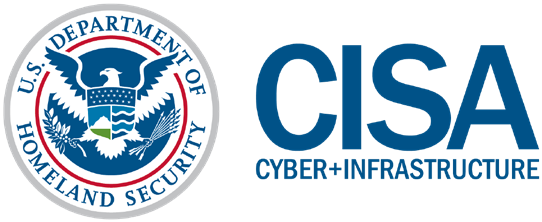 U.S. DEPARTMENT OF
HOMELAND SECURITY
CISA
CYBER+INFRASTRUCTURE